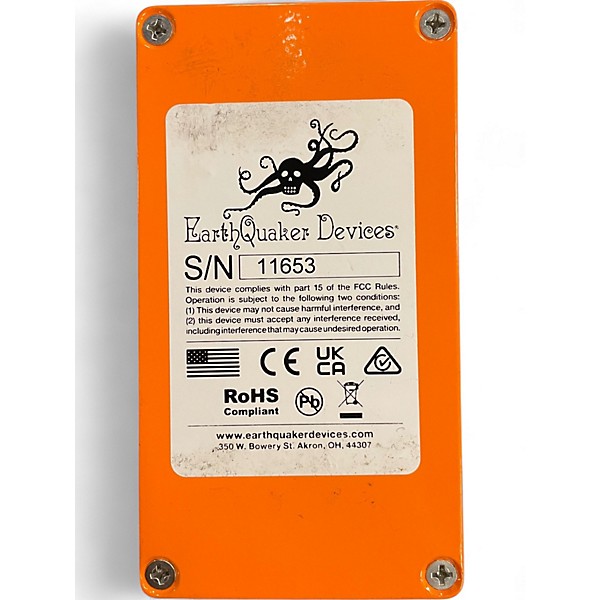 EarthQuaker Devices®
S/N 11653
This device complies with part 15 of the FCC Rules.
Operation is subject to the following two conditions:
(1) This device may not cause harmful interference, and
(2) this device must accept any interference received,
including interference that may cause undesired operation.
CE UK CA
RoHS
Compliant
Pb
www.earthquakerdevices.com
350 W. Bowery St. Akron, OH, 44307